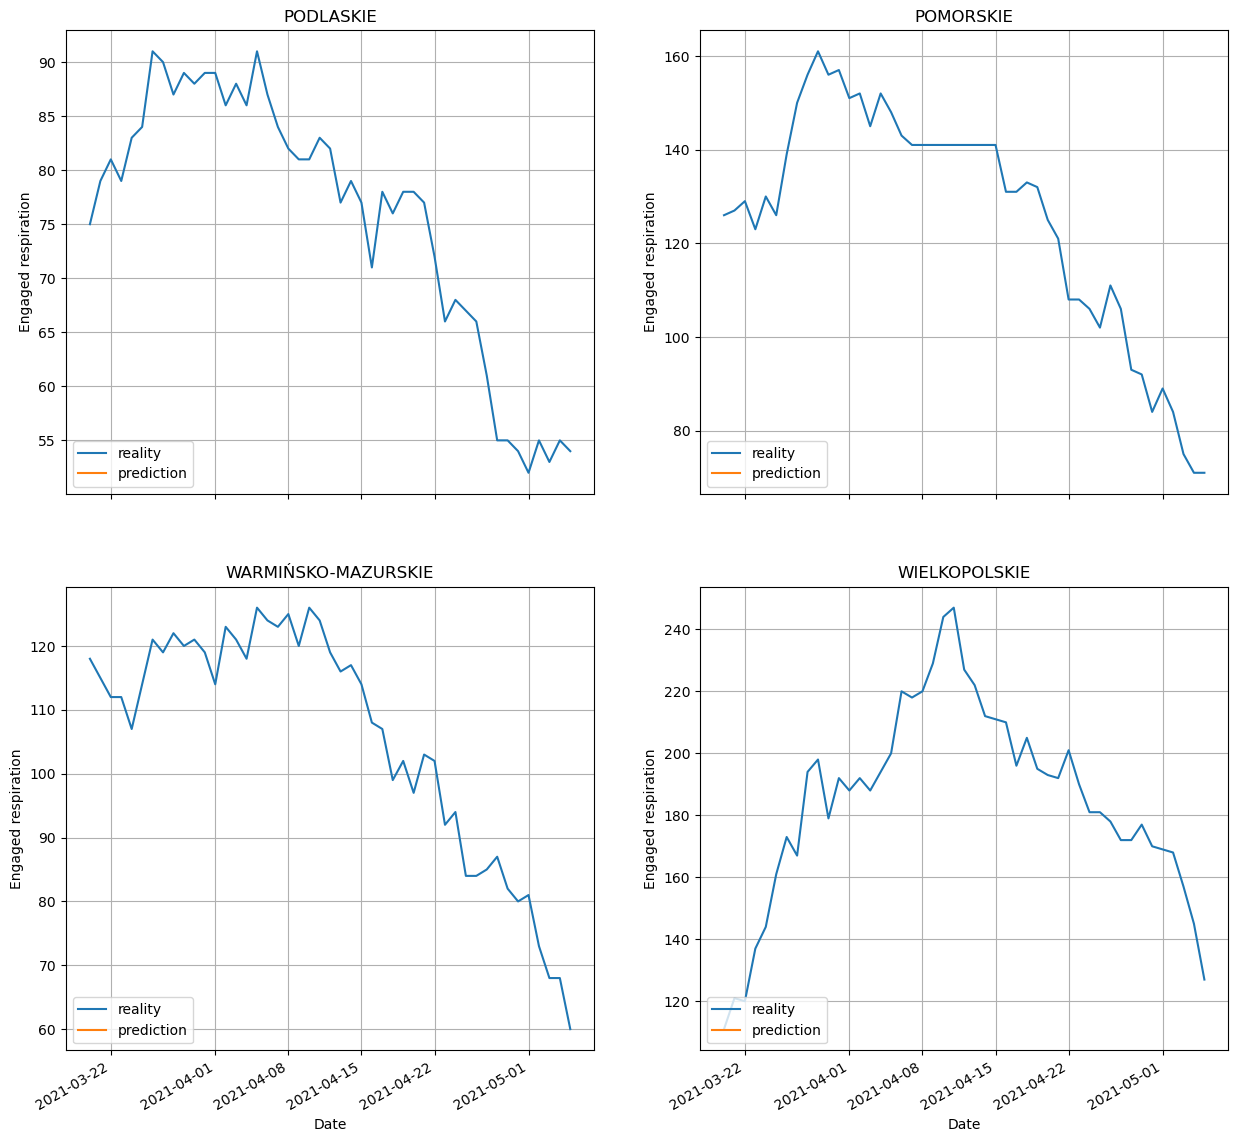 PODLASKIE
Engaged respiration
90
85
80
75
70
65
60
55
reality
prediction
POMORSKIE
Engaged respiration
160
140
120
100
80
reality
prediction
WARMIŃSKO-MAZURSKIE
Engaged respiration
120
110
100
90
80
70
60
reality
prediction
2021-03-22
2021-04-01
2021-04-08
2021-04-15
2021-04-22
2021-05-01
Date
WIELKOPOLSKIE
Engaged respiration
240
220
200
180
160
140
120
reality
prediction
2021-03-22
2021-04-01
2021-04-08
2021-04-15
2021-04-22
2021-05-01
Date